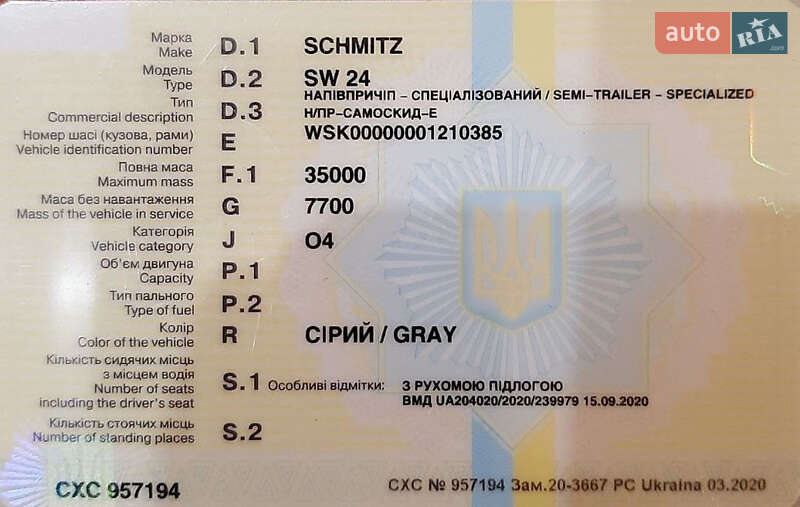 auto RIA.com
Марка
Make D.1 SCHMITZ
Модель
Type D.2 SW 24
Тип
Commercial description D.3 НАПІВПРИЧІП – СПЕЦІАЛІЗОВАНИЙ / SEMI-TRAILER – SPECIALIZED
Н/ПР-САМОСКИД-Е
Номер шасі (кузова, рами)
Vehicle identification number E WSK00000001210385
Повна маса
Maximum mass F.1 35000
Маса без навантаження
Mass of the vehicle in service G 7700
Категорія
Vehicle category J O4
Об'єм двигуна
Capacity P.1
Тип пального
Type of fuel P.2
Колір
Color of the vehicle R СІРИЙ / GRAY
Кількість сидячих місць
з місцем водія
Number of seats
including the driver's seat S.1 Особливі відмітки: З РУХОМОЮ ПІДЛОГОЮ
ВМД UA204020/2020/239979 15.09.2020
Кількість стоячих місць
Number of standing places S.2
СХС 957194
СХС № 957194 Зам.20-3667 PC Ukraina 03.2020